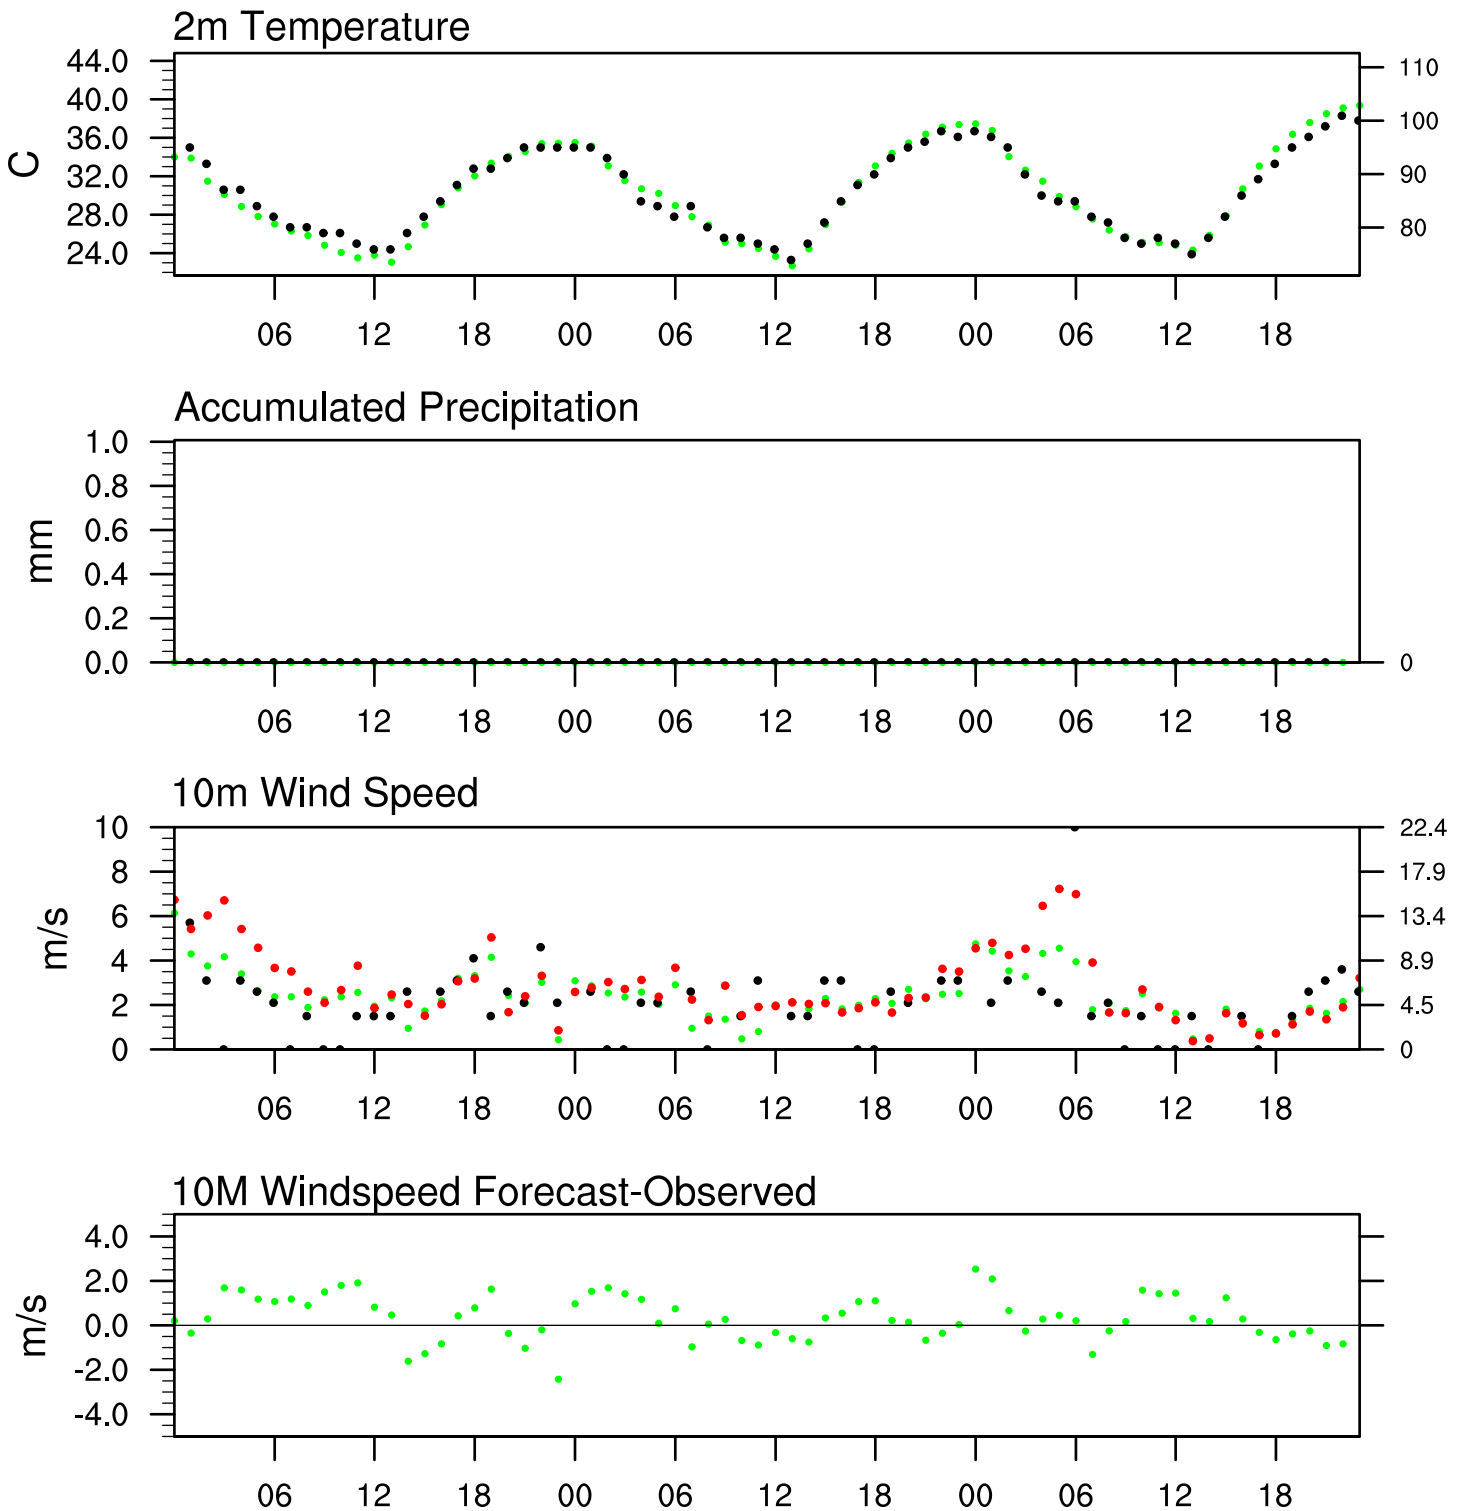 2m Temperature
44.0
40.0
36.0
32.0
28.0
24.0
C
110
100
90
80
06 12 18 00 06 12 18 00 06 12 18
Accumulated Precipitation
1.0
0.8
0.6
0.4
0.2
0.0
mm
0
06 12 18 00 06 12 18 00 06 12 18
10m Wind Speed
10
8
6
4
2
0
m/s
22.4
17.9
13.4
8.9
4.5
0
06 12 18 00 06 12 18 00 06 12 18
10M Windspeed Forecast-Observed
4.0
2.0
0.0
-2.0
-4.0
m/s
06 12 18 00 06 12 18 00 06 12 18